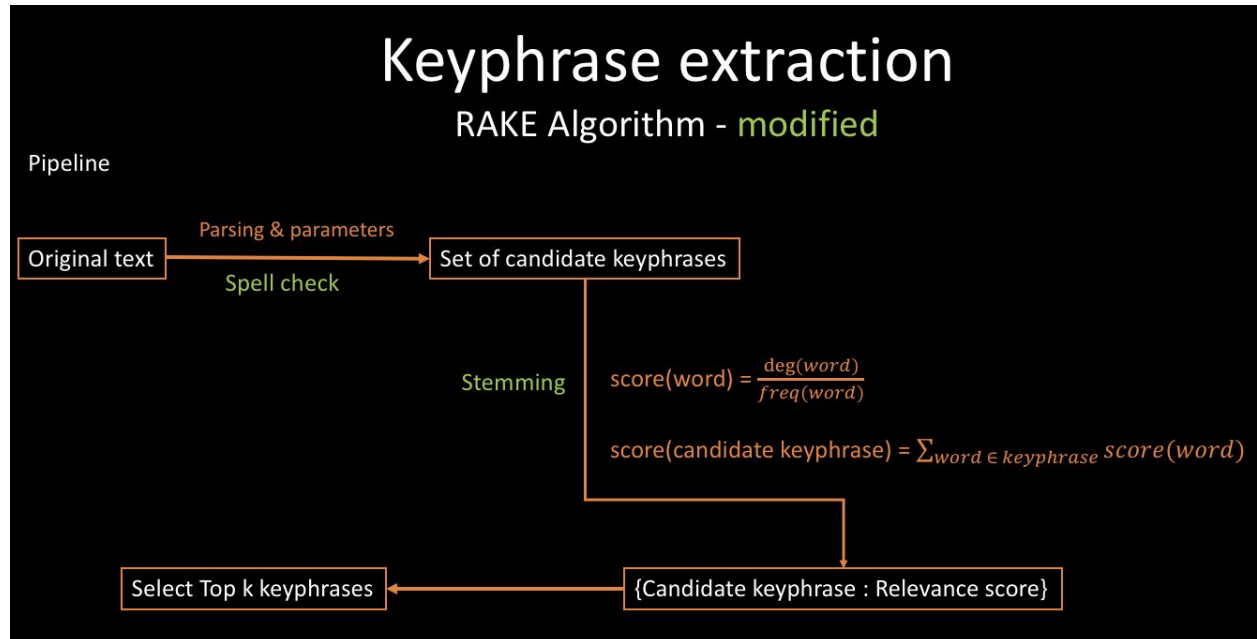 Keyphrase extraction
RAKE Algorithm - modified
Pipeline
Parsing & parameters
Original text
Set of candidate keyphrases
Spell check
Stemming
score(word) = deg(word) / freq(word)
score(candidate keyphrase) = ∑word ∈ keyphrase score(word)
Select Top k keyphrases
{Candidate keyphrase : Relevance score}